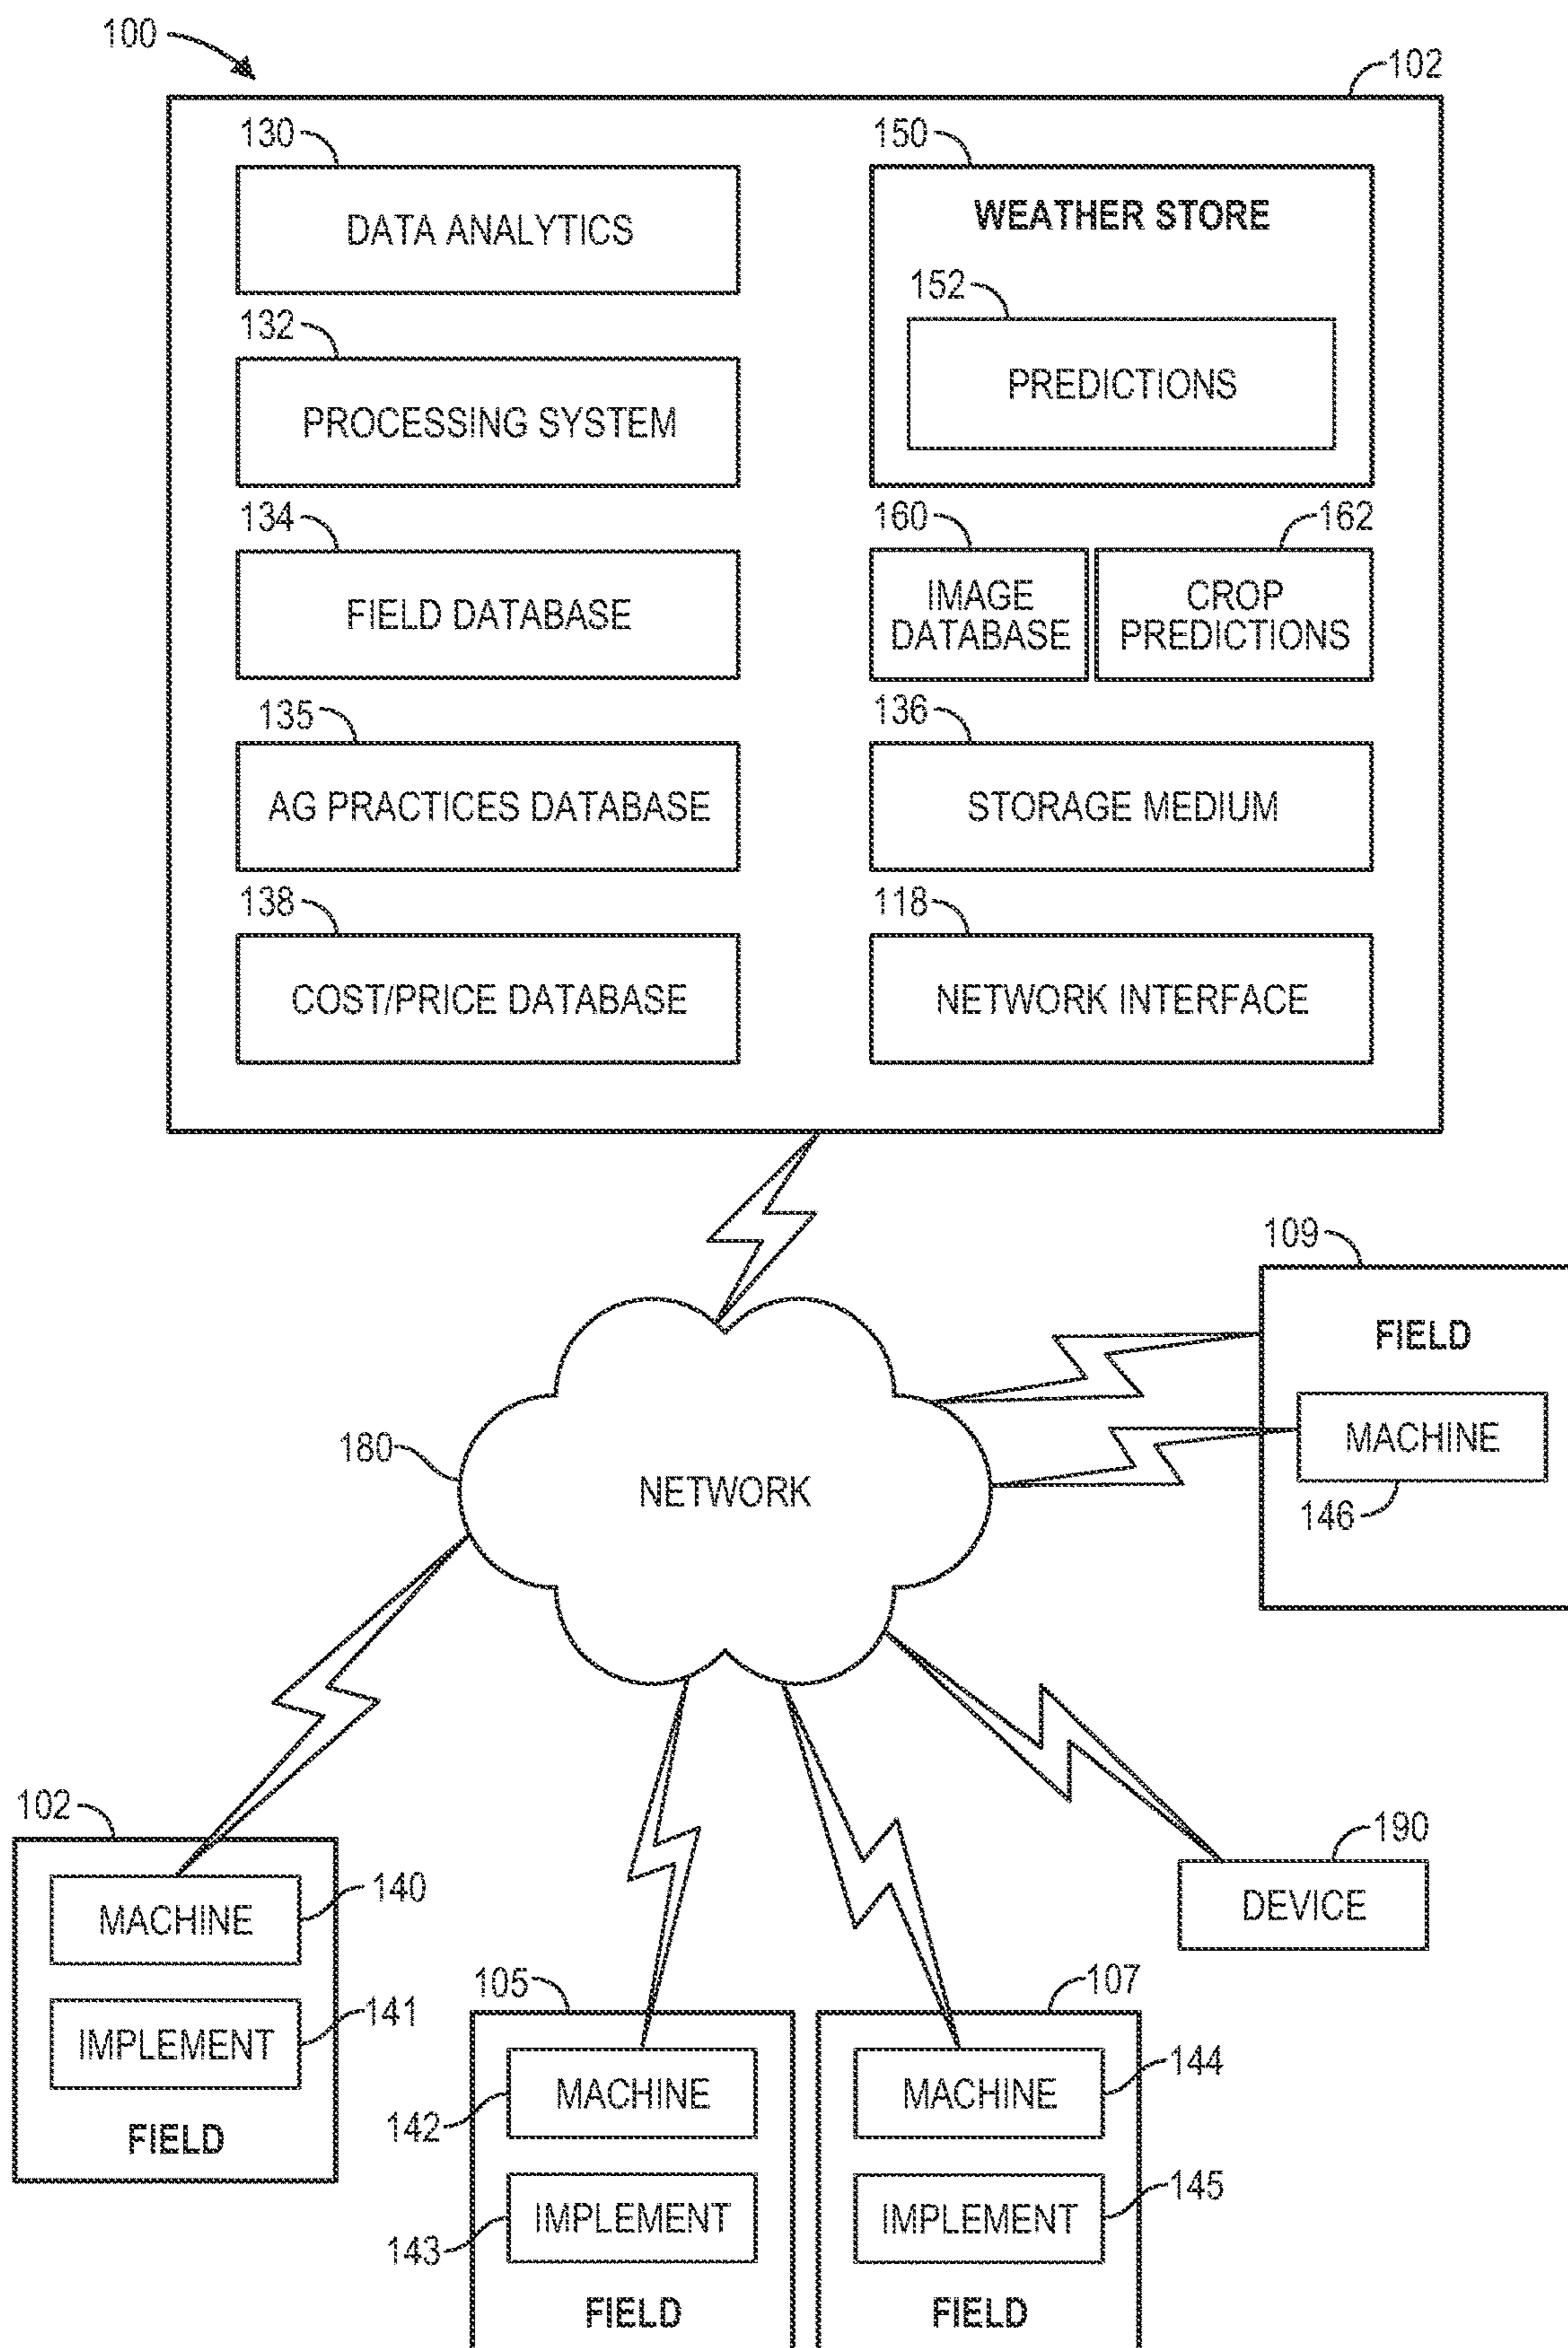 100
102
130
DATA ANALYTICS
132
PROCESSING SYSTEM
134
FIELD DATABASE
135
AG PRACTICES DATABASE
138
COST/PRICE DATABASE
150
WEATHER STORE
152
PREDICTIONS
160
IMAGE
DATABASE
162
CROP
PREDICTIONS
136
STORAGE MEDIUM
118
NETWORK INTERFACE
109
FIELD
MACHINE
146
180
NETWORK
102
MACHINE
140
IMPLEMENT
141
FIELD
190
DEVICE
105
MACHINE
142
IMPLEMENT
143
FIELD
107
MACHINE
144
IMPLEMENT
145
FIELD